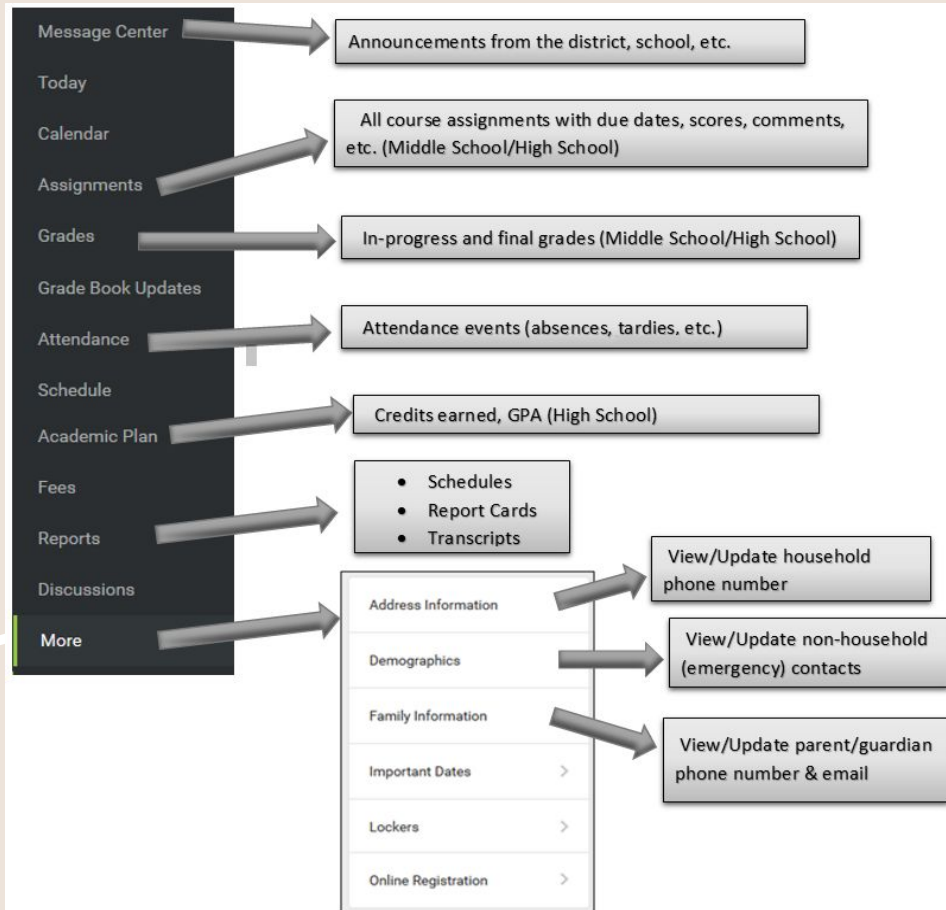 Message Center
Announcements from the district, school, etc.
Today
Calendar
All course assignments with due dates, scores, comments,
etc. (Middle School/High School)
Assignments
Grades
In-progress and final grades (Middle School/High School)
Grade Book Updates
Attendance
Attendance events (absences, tardies, etc.)
Schedule
Academic Plan
Credits earned, GPA (High School)
Fees
Reports
• Schedules
• Report Cards
• Transcripts
Discussions
More
Address Information
View/Update household
phone number
Demographics
View/Update non-household
(emergency) contacts
Family Information
View/Update parent/guardian
phone number & email
Important Dates
Lockers
Online Registration